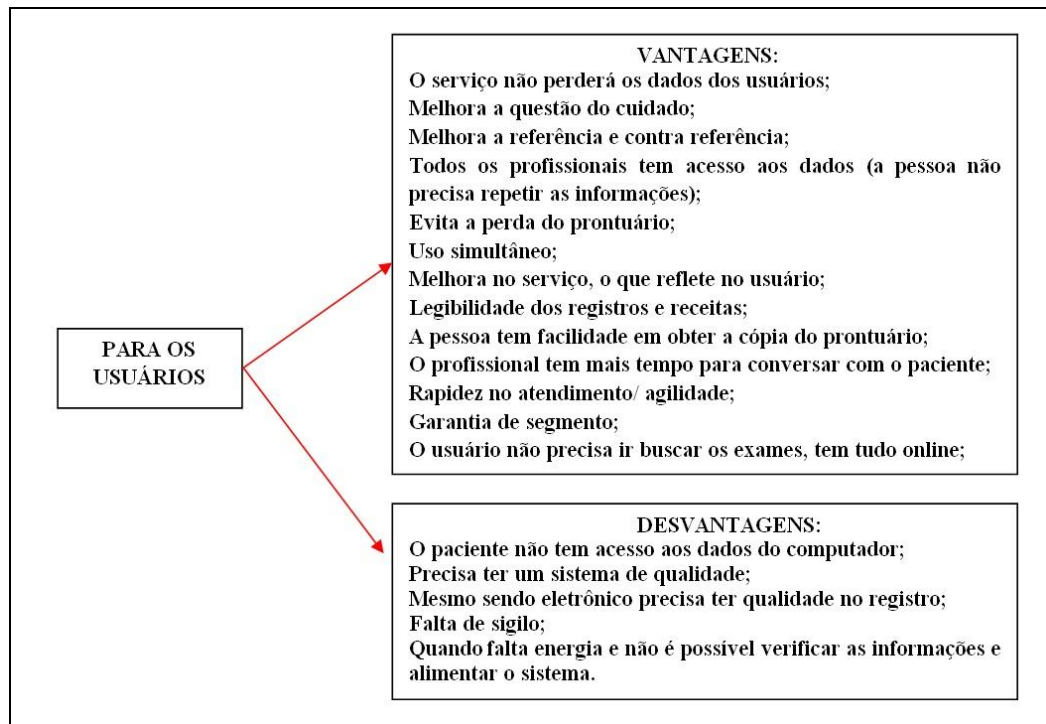 PARA OS
USUÁRIOS
VANTAGENS:
O serviço não perderá os dados dos usuários;
Melhora a questão do cuidado;
Melhora a referência e contra referência;
Todos os profissionais tem acesso aos dados (a pessoa não
precisa repetir as informações);
Evita a perda do prontuário;
Uso simultâneo;
Melhora no serviço, o que reflete no usuário;
Legibilidade dos registros e receitas;
A pessoa tem facilidade em obter a cópia do prontuário;
O profissional tem mais tempo para conversar com o paciente;
Rapidez no atendimento/ agilidade;
Garantia de segmento;
O usuário não precisa ir buscar os exames, tem tudo online;
DESVANTAGENS:
O paciente não tem acesso aos dados do computador;
Precisa ter um sistema de qualidade;
Mesmo sendo eletrônico precisa ter qualidade no registro;
Falta de sigilo;
Quando falta energia e não é possível verificar as informações e
alimentar o sistema.